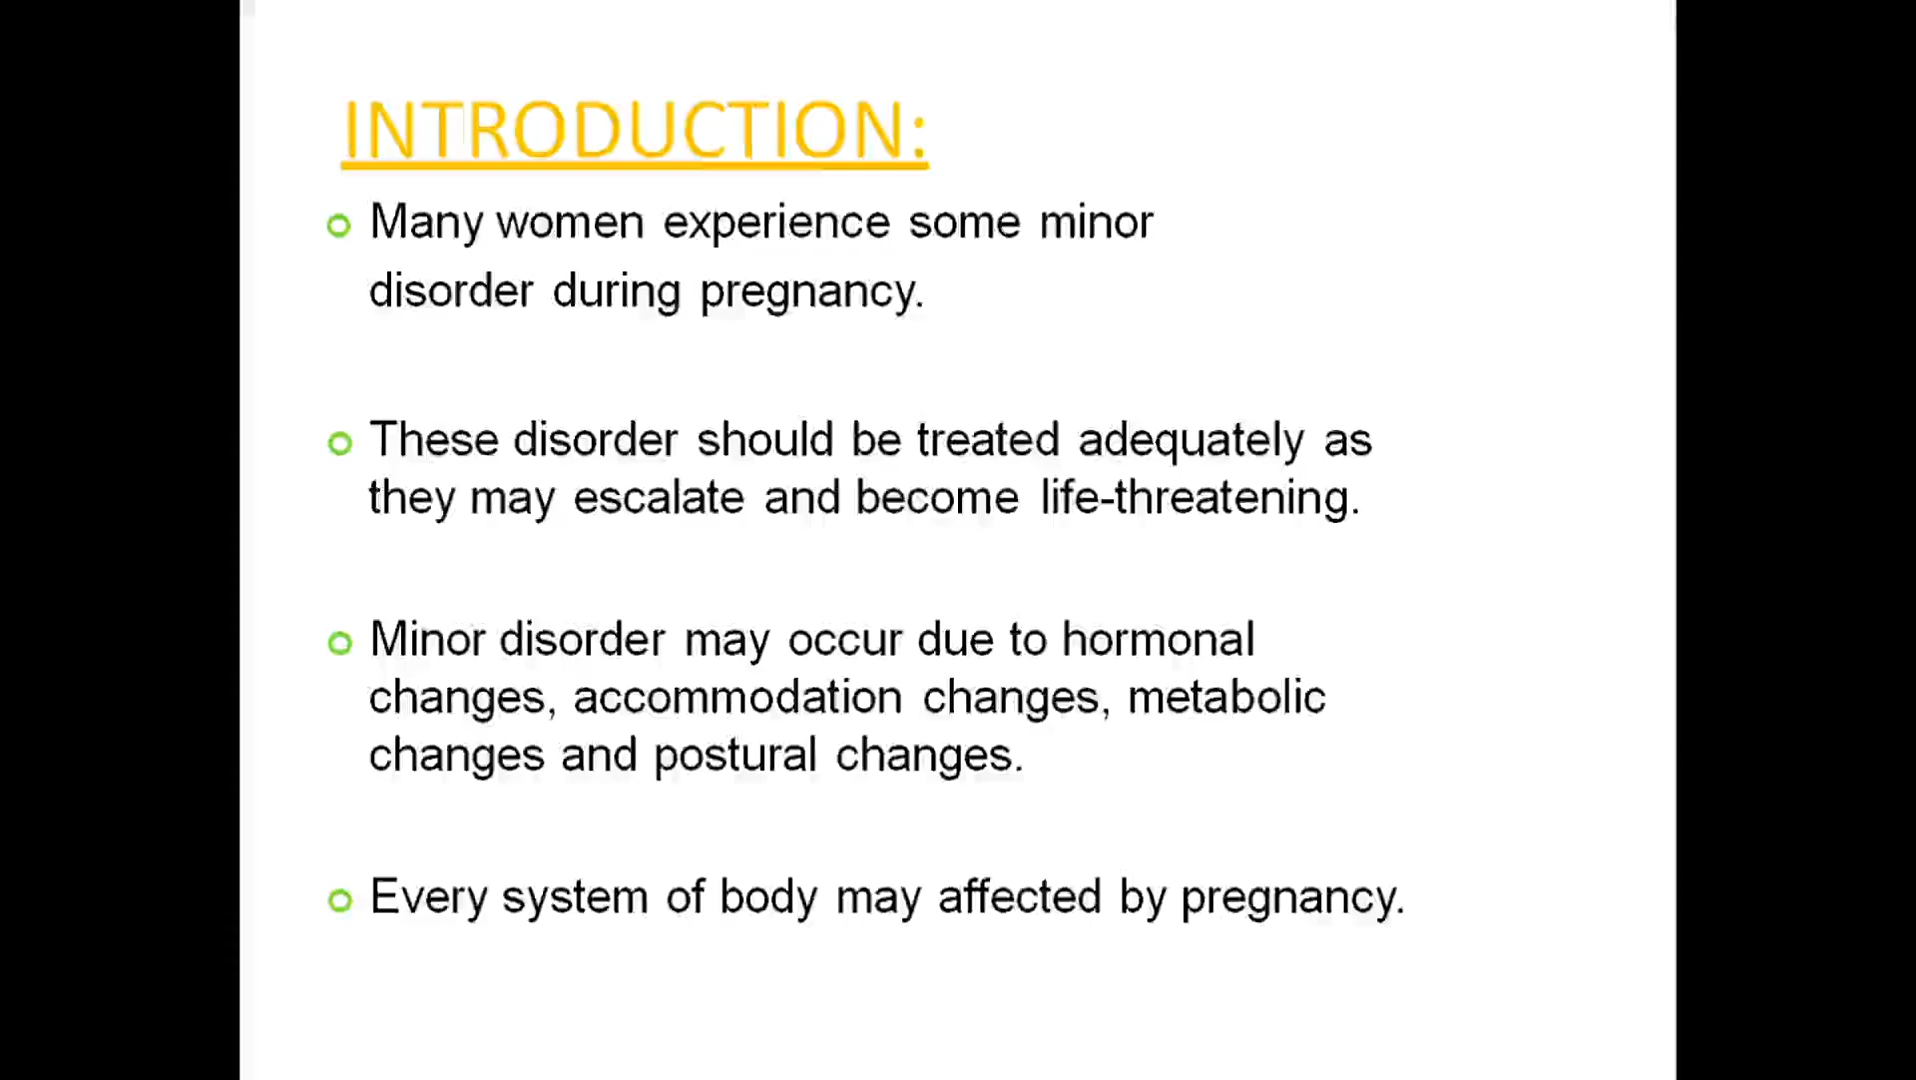 INTRODUCTION:
Many women experience some minor
disorder during pregnancy.
These disorder should be treated adequately as
they may escalate and become life-threatening.
Minor disorder may occur due to hormonal
changes, accommodation changes, metabolic
changes and postural changes.
Every system of body may affected by pregnancy.